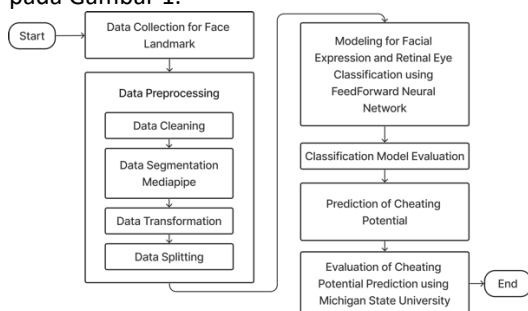 pada Gambar 1.
Start
Data Collection for Face
Landmark
Data Preprocessing
Data Cleaning
Data Segmentation
Mediapipe
Data Transformation
Data Splitting
Modeling for Facial
Expression and Retinal Eye
Classification using
FeedForward Neural
Network
Classification Model Evaluation
Prediction of Cheating
Potential
Evaluation of Cheating
Potential Prediction using
Michigan State University
End